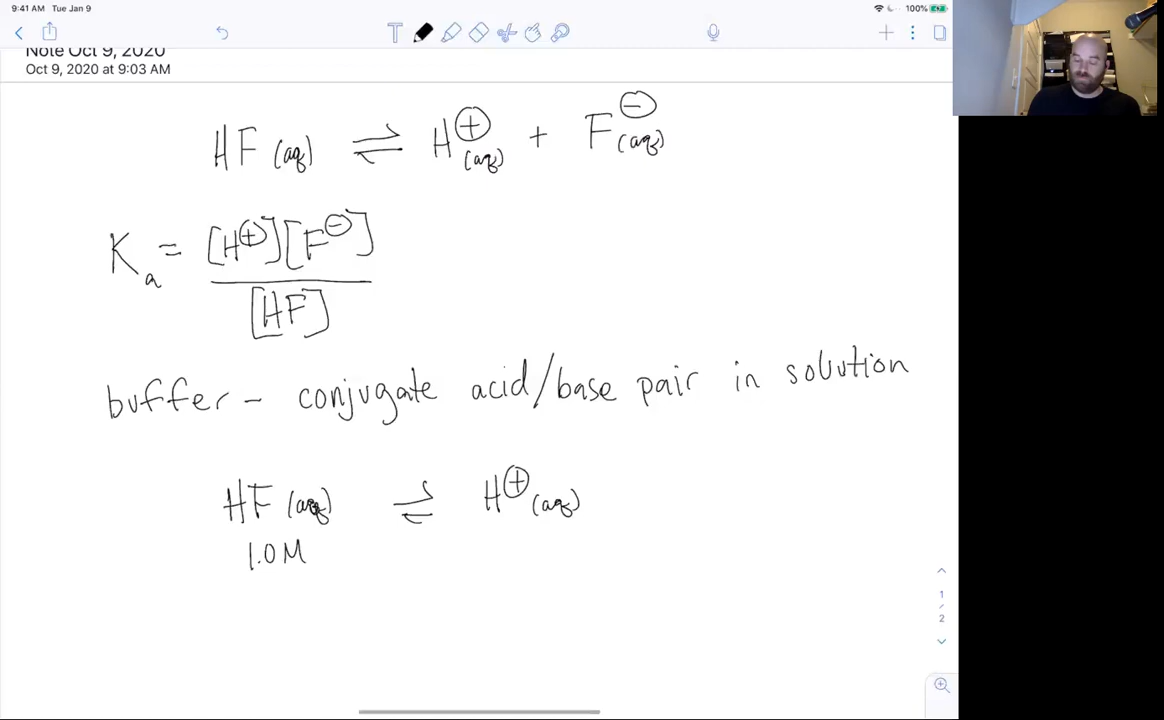 9:41 AM Tue Jan 9
100%
Note Oct 9, 2020
Oct 9, 2020 at 9:03 AM
HF (aq) ⇌ H⊕ (aq) + F⊖ (aq)
Ka = [H⊕][F⊖]
[HF]
buffer - conjugate acid/base pair in solution
HF (aq) ⇌ H⊕ (aq)
1.0 M
1
/
2